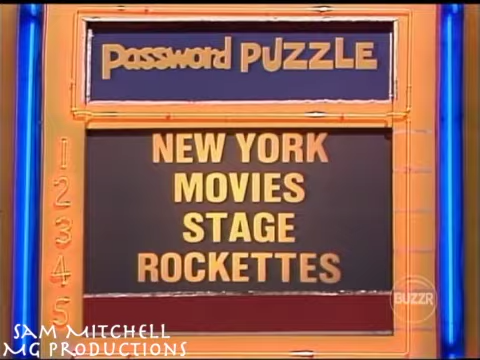 Password PUZZLE
1
NEW YORK
2
MOVIES
3
STAGE
4
ROCKETTES
5
BUZZR
SAM MITCHELL
MG PRODUCTIONS